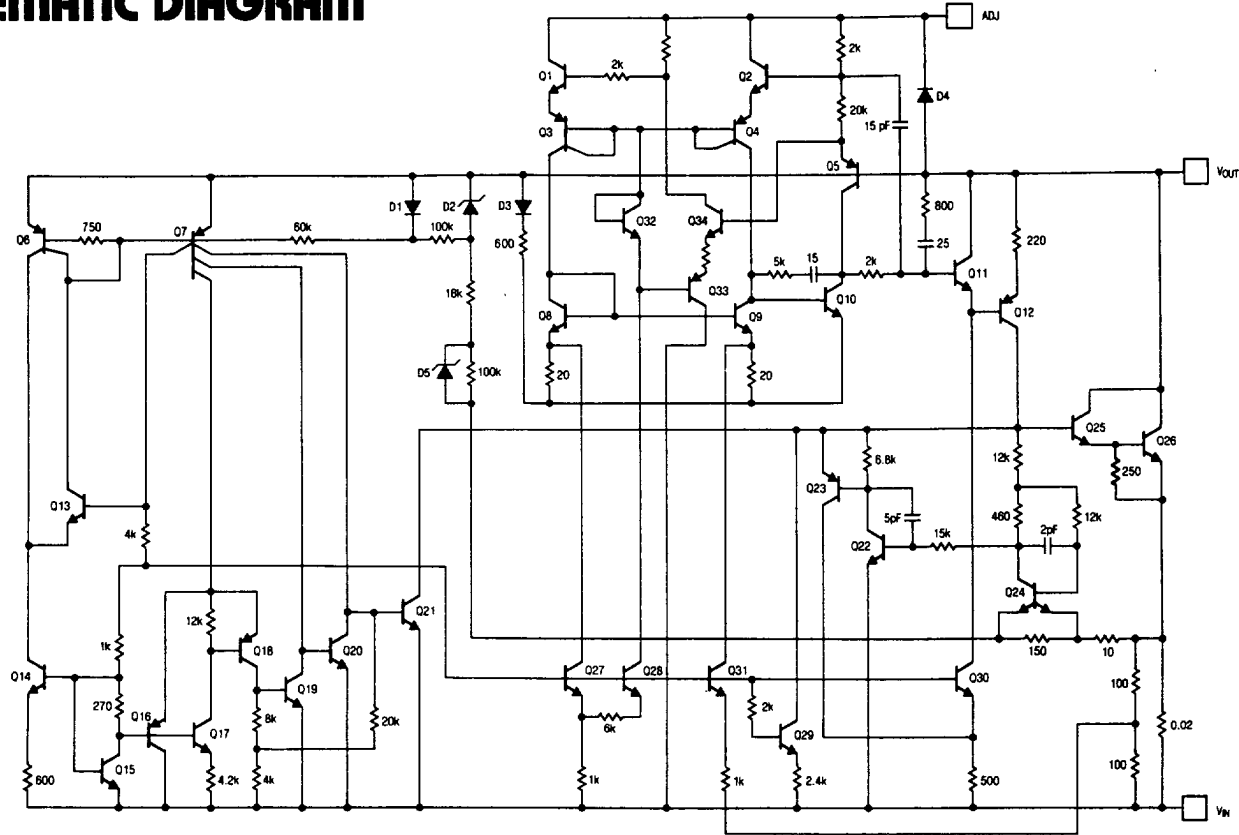 EMATIC DIAGRAM
ADJ
2k
Q1
2k
Q2
20k
D4
15 pF
Q3
Q4
Q5
VOUT
Q6
750
Q7
60k
D1
100k
D2
D3
600
Q32
Q34
800
25
220
5k
15
2k
Q11
18k
Q33
Q10
Q12
Q8
Q9
D5
100k
20
20
Q25
Q26
12k
250
6.8k
Q23
Q13
4k
5pF
460
12k
15k
2pF
Q22
Q24
Q21
1k
12k
Q18
Q20
150
10
Q14
Q27
Q28
Q31
Q30
270
Q16
Q19
2k
100
Q17
8k
20k
6k
Q29
0.02
Q15
600
4.2k
4k
1k
1k
2.4k
500
100
VIN